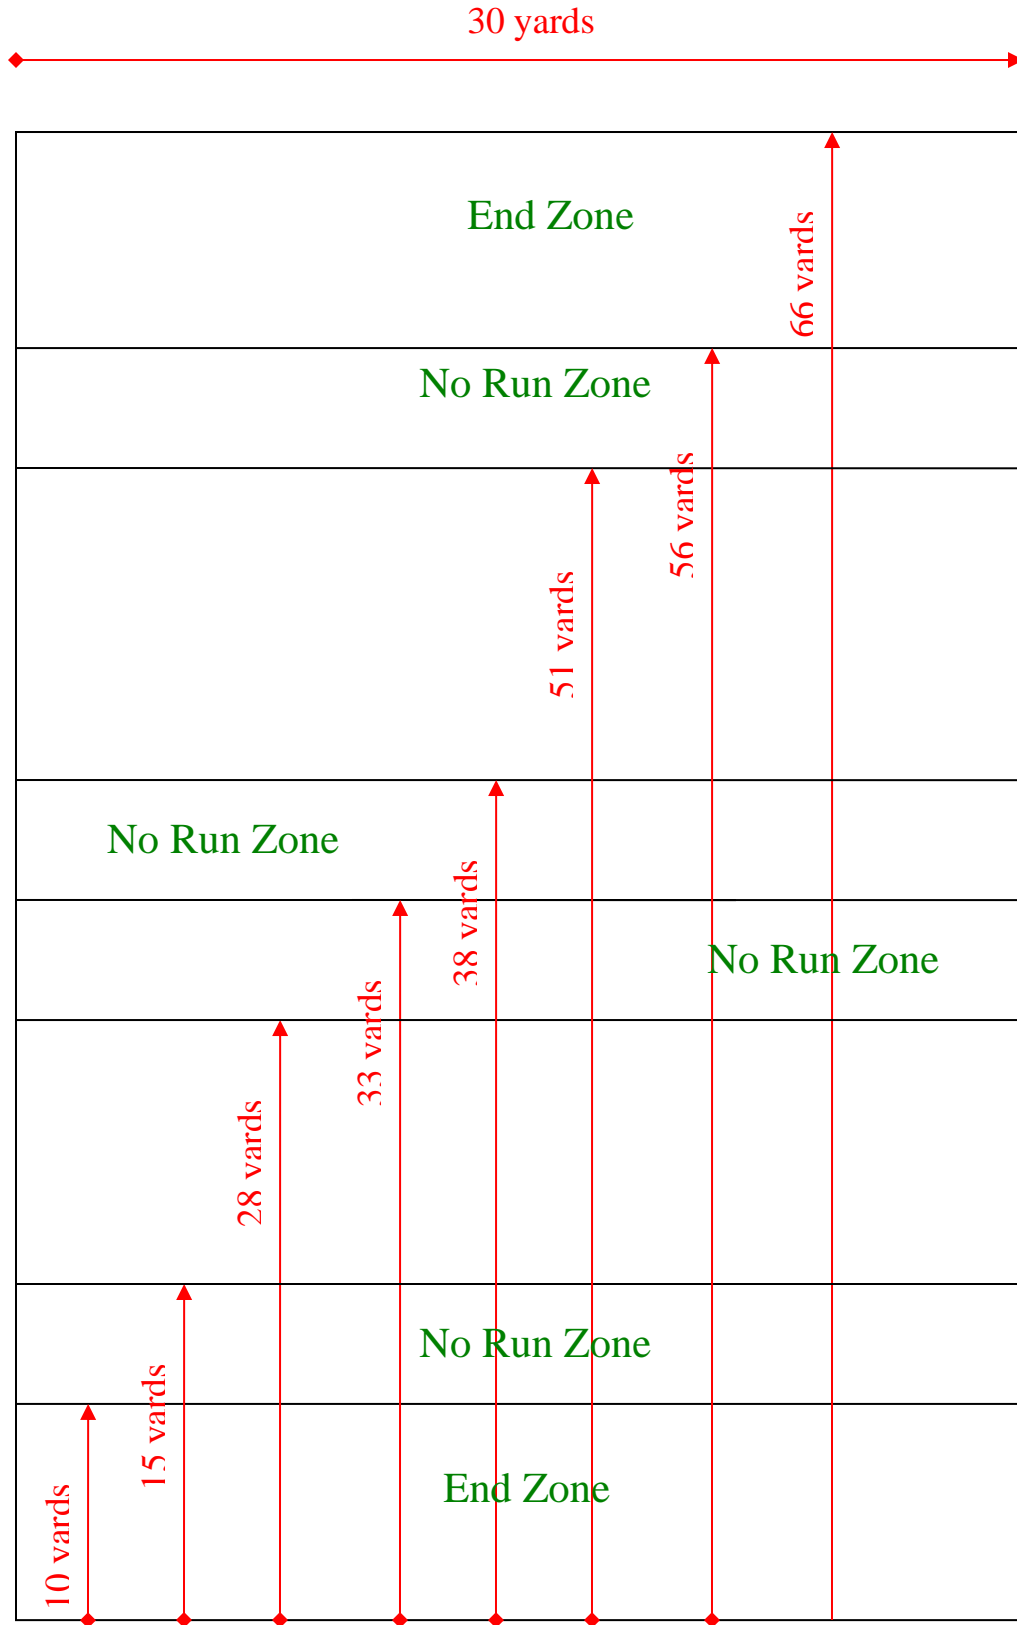 30 yards
End Zone
66 yards
No Run Zone
56 yards
51 yards
No Run Zone
38 yards
No Run Zone
33 yards
28 yards
No Run Zone
15 yards
End Zone
10 yards